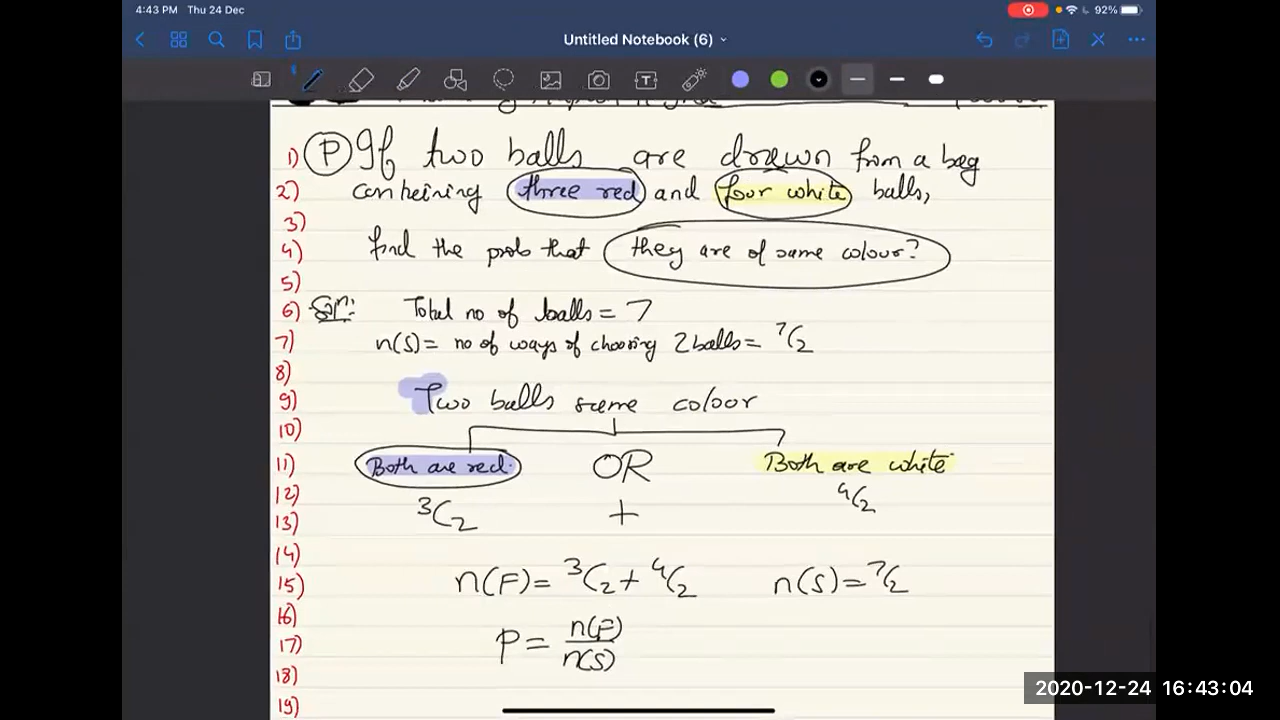 4:43 PM Thu 24 Dec
92%
Untitled Notebook (6)
T
1) P If two balls are drawn from a beg
2) conteining three red and four white balls,
3)
4) find the prob that they are of same colour?
5)
6) Soln: Total no of balls = 7
7) n(S) = no of ways of choosing 2 balls = ⁷C₂
8)
9) Two balls same colour
10)
11) Both are red. OR Both are white
12) ³C₂ + ⁴C₂
13)
14)
15) n(F) = ³C₂ + ⁴C₂ n(S) = ⁷C₂
16)
17) P = n(F)/n(S)
18)
19)
2020-12-24 16:43:04